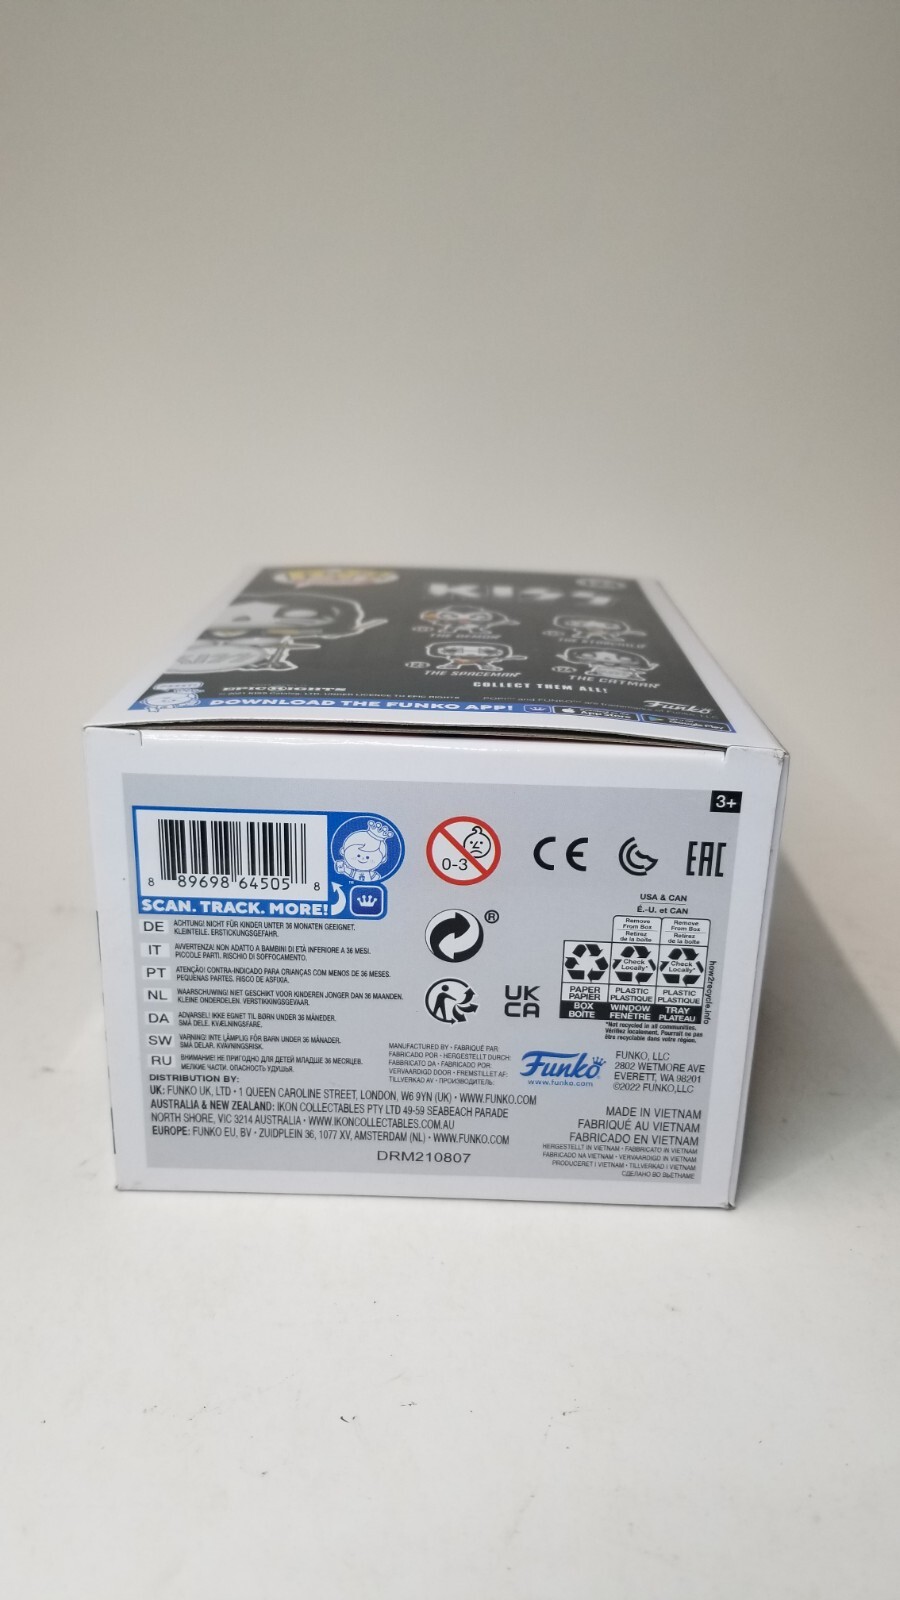 KISS
THE DEMON
THE STARCHILD
THE SPACEMAN
THE CATMAN
COLLECT THEM ALL!
EPIC RIGHTS
Funko
DOWNLOAD THE FUNKO APP!
App Store
Google Play
3+
8 89698 64505 8
0-3
CE
EAC
SCAN. TRACK. MORE!
DE ACHTUNG! NICHT FÜR KINDER UNTER 36 MONATEN GEEIGNET.
KLEINTEILE. ERSTICKUNGSGEFAHR.
IT AVVERTENZA! NON ADATTO A BAMBINI DI ETÀ INFERIORE A 36 MESI.
PICCOLE PARTI. RISCHIO DI SOFFOCAMENTO.
PT ATENÇÃO! CONTRA-INDICADO PARA CRIANÇAS COM MENOS DE 36 MESES.
PEQUENAS PARTES. RISCO DE ASFIXIA.
NL WAARSCHUWING! NIET GESCHIKT VOOR KINDEREN JONGER DAN 36 MAANDEN.
KLEINE ONDERDELEN. VERSTIKKINGSGEVAAR.
DA ADVARSEL! IKKE EGNET TIL BØRN UNDER 36 MÅNEDER.
SMÅ DELE. KVÆLNINGSFARE.
SW VARNING! INTE LÄMPLIG FÖR BARN UNDER 36 MÅNADER.
SMÅ DELAR. KVÄVNINGSRISK.
RU ВНИМАНИЕ! НЕ ПРИГОДНО ДЛЯ ДЕТЕЙ МЛАДШЕ 36 МЕСЯЦЕВ.
МЕЛКИЕ ЧАСТИ, ОПАСНОСТЬ УДУШЬЯ.
®
UK
CA
USA & CAN
É.-U. et CAN
Remove From Box
Retirez de la boîte
Remove From Box
Retirez de la boîte
Check Locally*
Check Locally*
PAPER PAPIER
PLASTIC PLASTIQUE
PLASTIC PLASTIQUE
BOX BOÎTE
WINDOW FENÊTRE
TRAY PLATEAU
how2recycle.info
*Not recycled in all communities.
Vérifiez localement. Pourrait ne pas
être recyclable dans votre région.
MANUFACTURED BY • FABRIQUÉ PAR
FABRICADO POR • HERGESTELLT DURCH
FABBRICATO DA • FABRICADO POR
VERVAARDIGD DOOR • FREMSTILLET AF:
TILLVERKAD AV • ПРОИЗВОДИТЕЛЬ:
Funko
www.funko.com
FUNKO, LLC
2802 WETMORE AVE
EVERETT, WA 98201
©2022 FUNKO, LLC
DISTRIBUTION BY:
UK: FUNKO UK, LTD • 1 QUEEN CAROLINE STREET, LONDON, W6 9YN (UK) • WWW.FUNKO.COM
AUSTRALIA & NEW ZEALAND: IKON COLLECTABLES PTY LTD 49-59 SEABEACH PARADE
NORTH SHORE, VIC 3214 AUSTRALIA • WWW.IKONCOLLECTABLES.COM.AU
EUROPE: FUNKO EU, BV • ZUIDPLEIN 36, 1077 XV, AMSTERDAM (NL) • WWW.FUNKO.COM
DRM210807
MADE IN VIETNAM
FABRIQUÉ AU VIETNAM
FABRICADO EN VIETNAM
HERGESTELLT IN VIETNAM • FABBRICATO IN VIETNAM
FABRICADO NA VIETNAM • VERVAARDIGD IN VIETNAM
PRODUCERET I VIETNAM • TILLVERKAD I VIETNAM
СДЕЛАНО ВО ВЬЕТНАМЕ